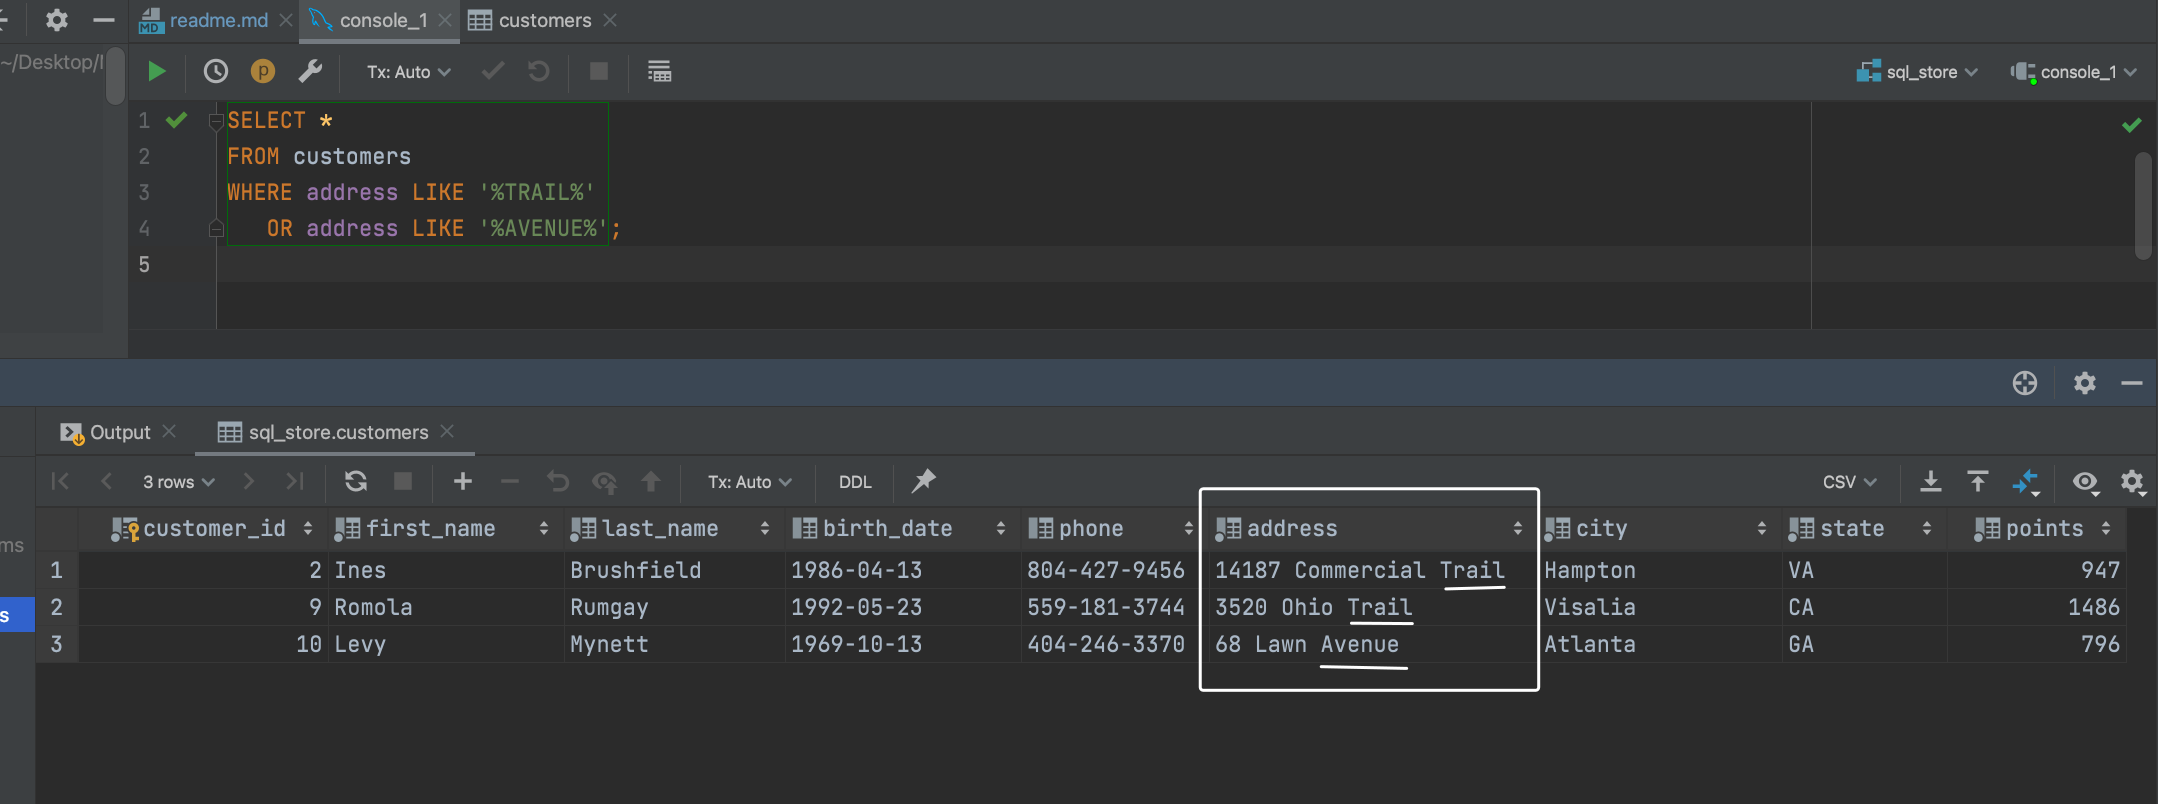 readme.md
console_1
customers
~/Desktop/
P
Tx: Auto
sql_store
console_1
1 SELECT *
2 FROM customers
3 WHERE address LIKE '%TRAIL%'
4 OR address LIKE '%AVENUE%';
5
Output
sql_store.customers
3 rows
Tx: Auto
DDL
CSV
customer_id first_name last_name birth_date phone address city state points
1 2 Ines Brushfield 1986-04-13 804-427-9456 14187 Commercial Trail Hampton VA 947
2 9 Romola Rumgay 1992-05-23 559-181-3744 3520 Ohio Trail Visalia CA 1486
3 10 Levy Mynett 1969-10-13 404-246-3370 68 Lawn Avenue Atlanta GA 796
ms
s